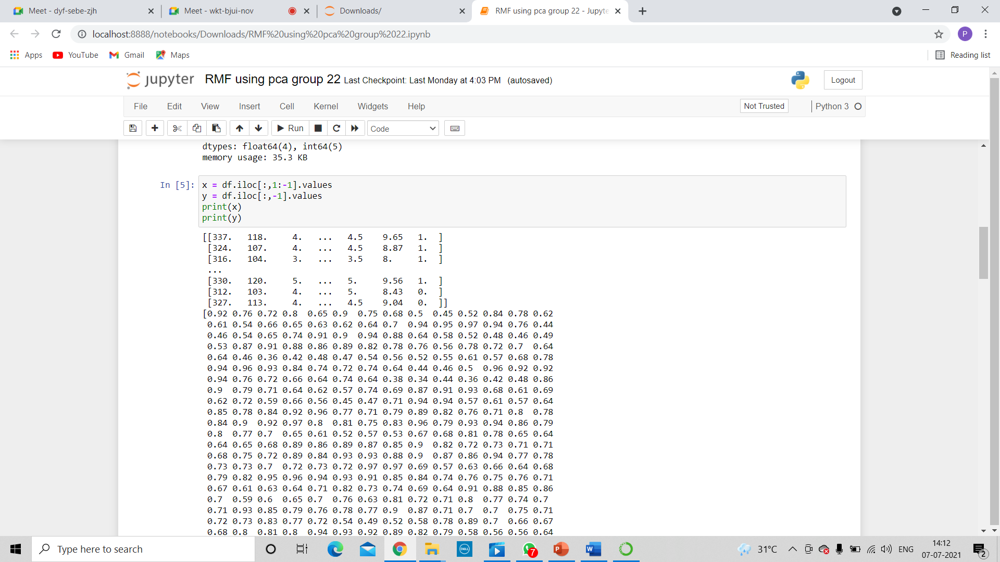 Meet - dyf-sebe-zjh
Meet - wkt-bjui-nov
Downloads/
RMF using pca group 22 - Jupyte
localhost:8888/notebooks/Downloads/RMF%20using%20pca%20group%2022.ipynb
P
Apps YouTube Gmail Maps Reading list
jupyter RMF using pca group 22 Last Checkpoint: Last Monday at 4:03 PM (autosaved) Logout
File Edit View Insert Cell Kernel Widgets Help Not Trusted Python 3
Run Code
dtypes: float64(4), int64(5)
memory usage: 35.3 KB
In [5]: x = df.iloc[:,1:-1].values
y = df.iloc[:,-1].values
print(x)
print(y)
[[337. 118. 4. ... 4.5 9.65 1. ]
[324. 107. 4. ... 4.5 8.87 1. ]
[316. 104. 3. ... 3.5 8. 1. ]
...
[330. 120. 5. ... 5. 9.56 1. ]
[312. 103. 4. ... 5. 8.43 0. ]
[327. 113. 4. ... 4.5 9.04 0. ]]
[0.92 0.76 0.72 0.8 0.65 0.9 0.75 0.68 0.5 0.45 0.52 0.84 0.78 0.62
0.61 0.54 0.66 0.65 0.63 0.62 0.64 0.7 0.94 0.95 0.97 0.94 0.76 0.44
0.46 0.54 0.65 0.74 0.91 0.9 0.94 0.88 0.64 0.58 0.52 0.48 0.46 0.49
0.53 0.87 0.91 0.88 0.86 0.89 0.82 0.78 0.76 0.56 0.78 0.72 0.7 0.64
0.64 0.46 0.36 0.42 0.48 0.47 0.54 0.56 0.52 0.55 0.61 0.57 0.68 0.78
0.94 0.96 0.93 0.84 0.74 0.72 0.74 0.64 0.44 0.46 0.5 0.96 0.92 0.92
0.94 0.76 0.72 0.66 0.64 0.74 0.64 0.38 0.34 0.44 0.36 0.42 0.48 0.86
0.9 0.79 0.71 0.64 0.62 0.57 0.74 0.69 0.87 0.91 0.93 0.68 0.61 0.69
0.62 0.72 0.59 0.66 0.56 0.45 0.47 0.71 0.94 0.94 0.57 0.61 0.57 0.64
0.85 0.78 0.84 0.92 0.96 0.77 0.71 0.79 0.89 0.82 0.76 0.71 0.8 0.78
0.84 0.9 0.92 0.97 0.8 0.81 0.75 0.83 0.96 0.79 0.93 0.94 0.86 0.79
0.8 0.77 0.7 0.65 0.61 0.52 0.57 0.53 0.67 0.68 0.81 0.78 0.65 0.64
0.64 0.65 0.68 0.89 0.86 0.89 0.87 0.85 0.9 0.82 0.72 0.73 0.71 0.71
0.68 0.75 0.72 0.89 0.84 0.93 0.93 0.88 0.9 0.87 0.86 0.94 0.77 0.78
0.73 0.73 0.7 0.72 0.73 0.72 0.97 0.97 0.69 0.57 0.63 0.66 0.64 0.68
0.79 0.82 0.95 0.96 0.94 0.93 0.91 0.85 0.84 0.74 0.76 0.75 0.76 0.71
0.67 0.61 0.63 0.64 0.71 0.82 0.73 0.74 0.69 0.64 0.91 0.88 0.85 0.86
0.7 0.59 0.6 0.65 0.7 0.76 0.63 0.81 0.72 0.71 0.8 0.77 0.74 0.7
0.71 0.93 0.85 0.79 0.76 0.78 0.77 0.9 0.87 0.71 0.7 0.7 0.75 0.71
0.72 0.73 0.83 0.77 0.72 0.54 0.49 0.52 0.58 0.78 0.89 0.7 0.66 0.67
0.68 0.8 0.81 0.8 0.94 0.93 0.92 0.89 0.82 0.79 0.58 0.56 0.56 0.64
Type here to search
DELL
7
P
W
31°C
ENG
14:12
07-07-2021
2